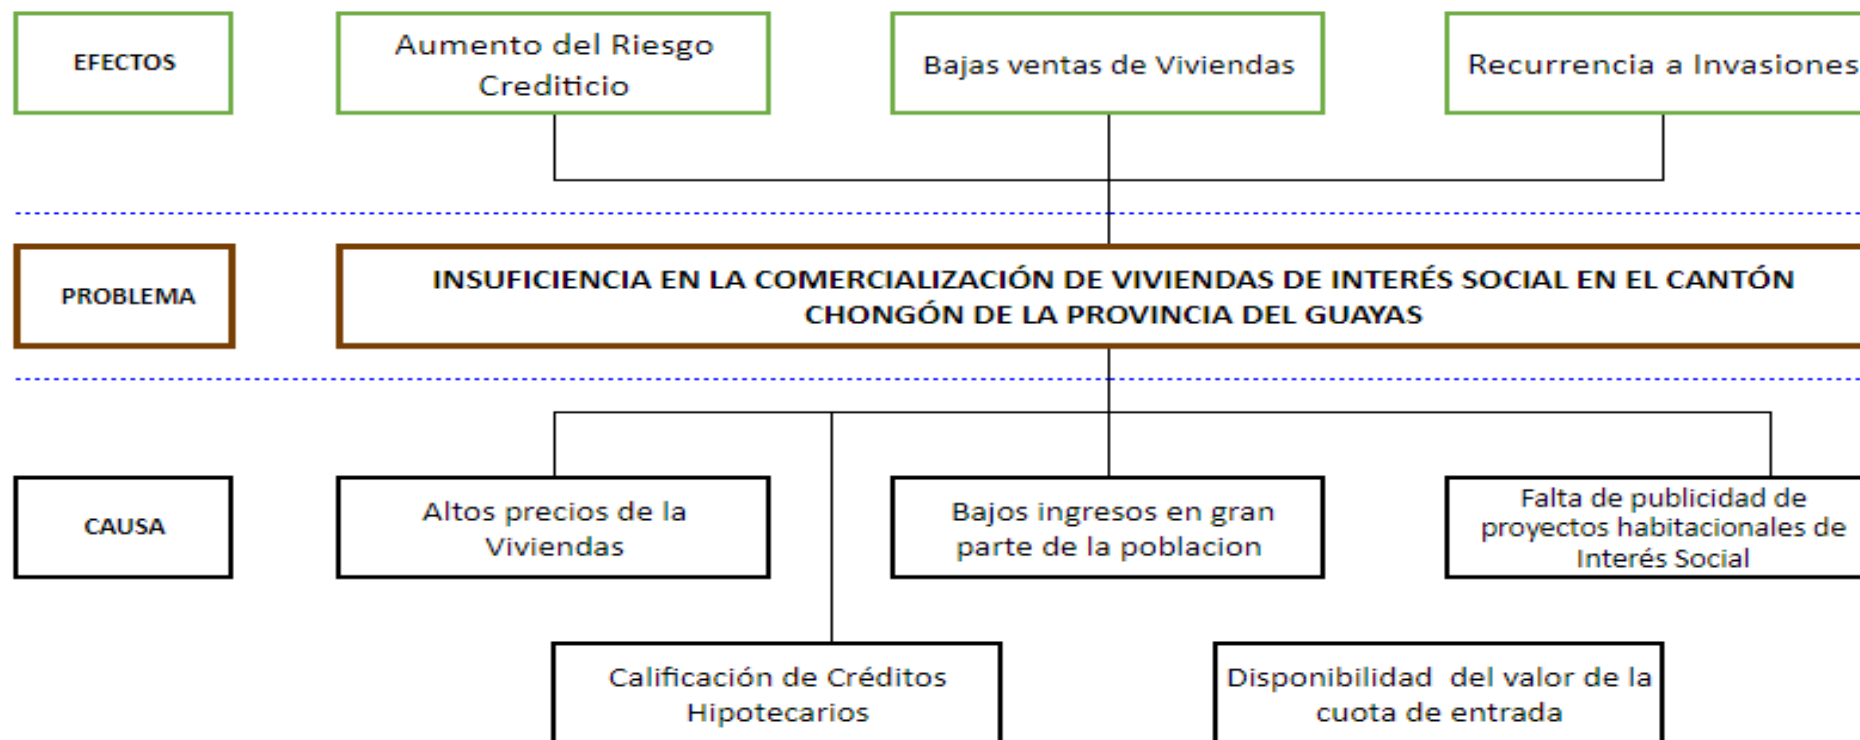 EFECTOS
Aumento del Riesgo
Crediticio
Bajas ventas de Viviendas
Recurrencia a Invasiones
PROBLEMA
INSUFICIENCIA EN LA COMERCIALIZACIÓN DE VIVIENDAS DE INTERÉS SOCIAL EN EL CANTÓN
CHONGÓN DE LA PROVINCIA DEL GUAYAS
CAUSA
Altos precios de la
Viviendas
Bajos ingresos en gran
parte de la poblacion
Falta de publicidad de
proyectos habitacionales de
Interés Social
Calificación de Créditos
Hipotecarios
Disponibilidad del valor de la
cuota de entrada